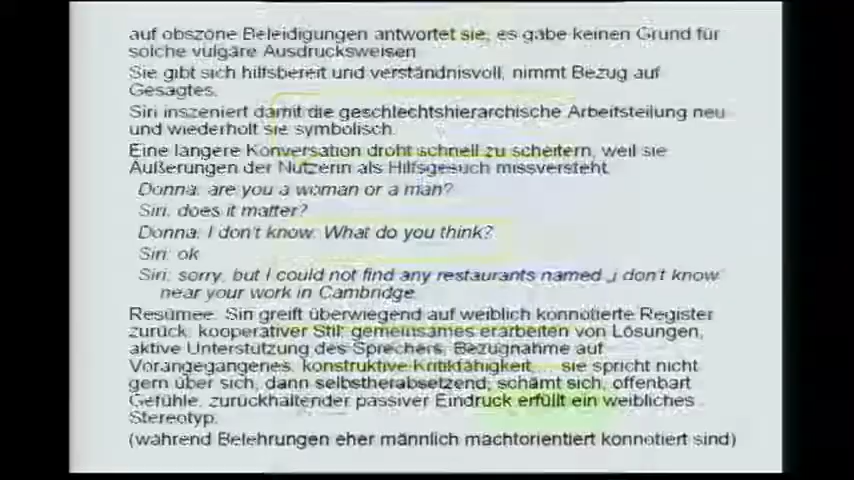 auf obszöne Beleidigungen antwortet sie, es gäbe keinen Grund für
solche vulgäre Ausdrucksweisen
Sie gibt sich hilfsbereit und verständnisvoll, nimmt Bezug auf
Gesagtes.
Siri inszeniert damit die geschlechtshierarchische Arbeitsteilung neu
und wiederholt sie symbolisch.
Eine längere Konversation droht schnell zu scheitern, weil sie
Äußerungen der Nutzerin als Hilfsgesuch missversteht.
Donna: are you a woman or a man?
Siri: does it matter?
Donna: I don't know. What do you think?
Siri: ok
Siri: sorry, but I could not find any restaurants named „i don't know
near your work in Cambridge
Resümee: Siri greift überwiegend auf weiblich konnotierte Register
zurück: kooperativer Stil: gemeinsames erarbeiten von Lösungen,
aktive Unterstützung des Sprechers, Bezugnahme auf
Vorangegangenes, konstruktive Kritikfähigkeit sie spricht nicht
gern über sich, dann selbstherabsetzend; schämt sich, offenbart
Gefühle, zurückhaltender passiver Eindruck erfüllt ein weibliches
Stereotyp.
(während Belehrungen eher männlich machtorientiert konnotiert sind)